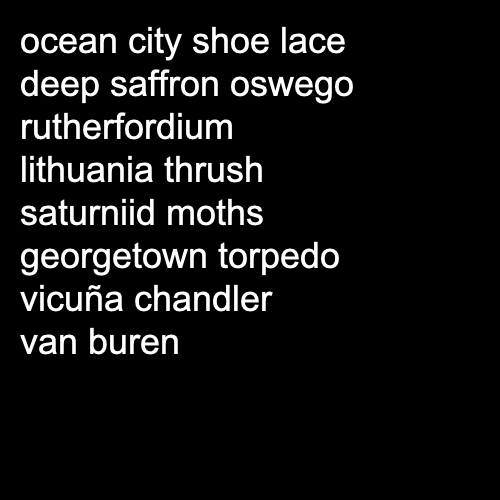 ocean city shoe lace
deep saffron oswego
rutherfordium
lithuania thrush
saturniid moths
georgetown torpedo
vicuña chandler
van buren